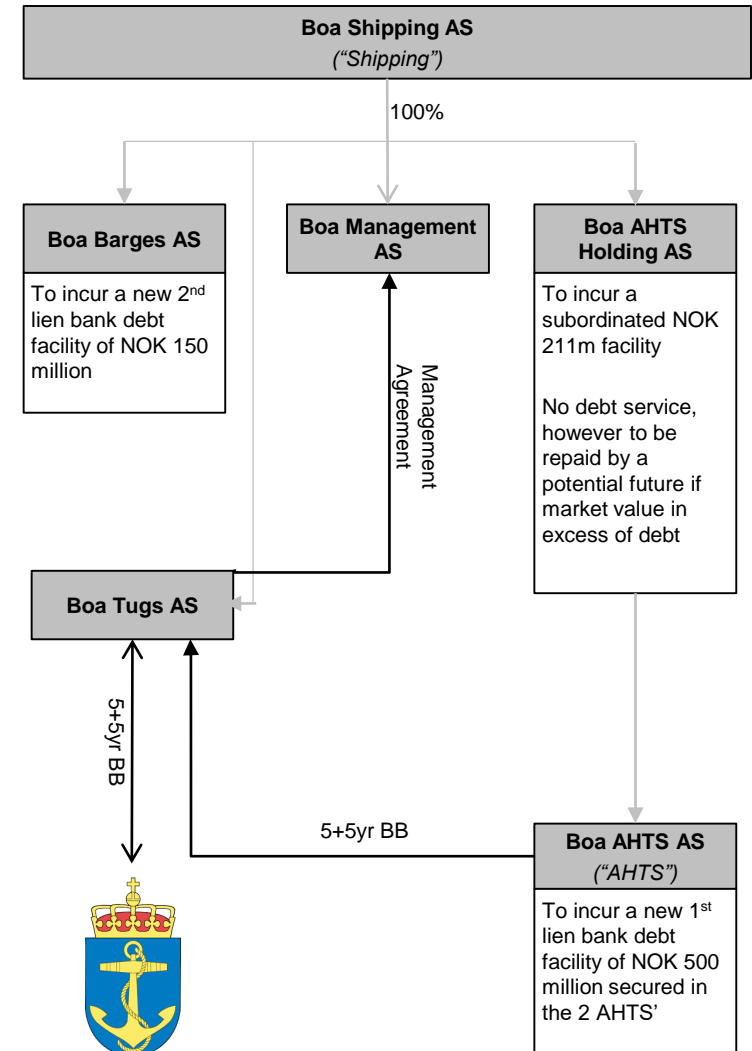 Boa Shipping AS
(“Shipping”)
100%
Boa Barges AS
To incur a new 2nd
lien bank debt
facility of NOK 150
million
Boa Management
AS
Boa AHTS
Holding AS
To incur a
subordinated NOK
211m facility
No debt service,
however to be
repaid by a
potential future if
market value in
excess of debt
Management
Agreement
Boa Tugs AS
5+5yr BB
5+5yr BB
Boa AHTS AS
(“AHTS”)
To incur a new 1st
lien bank debt
facility of NOK 500
million secured in
the 2 AHTS’